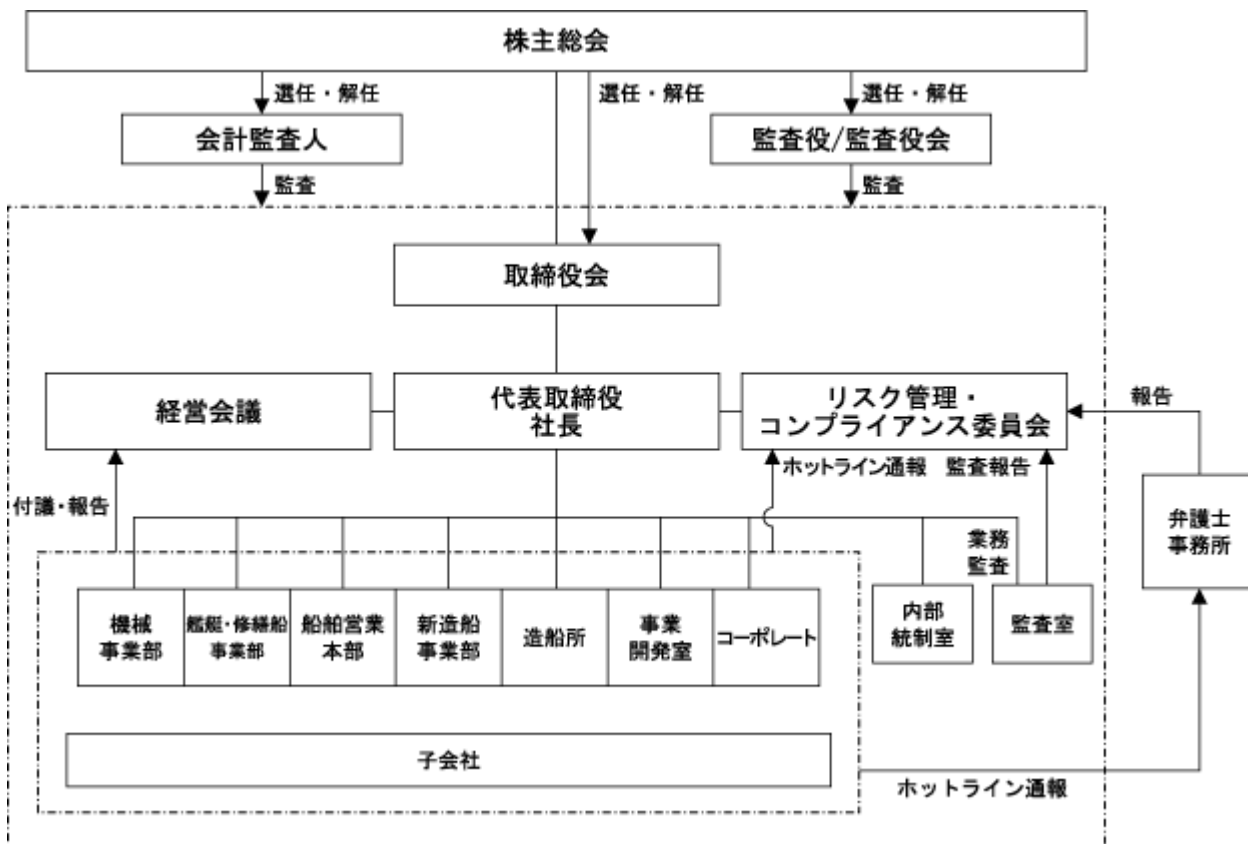 株主総会
選任・解任
選任・解任
選任・解任
会計監査人
監査役/監査役会
監査
監査
取締役会
経営会議
代表取締役
社長
リスク管理・
コンプライアンス委員会
報告
ホットライン通報
監査報告
付議・報告
弁護士
事務所
業務
監査
機械
事業部
艦艇・修繕船
事業部
船舶営業
本部
新造船
事業部
造船所
事業
開発室
コーポレート
内部
統制室
監査室
子会社
ホットライン通報